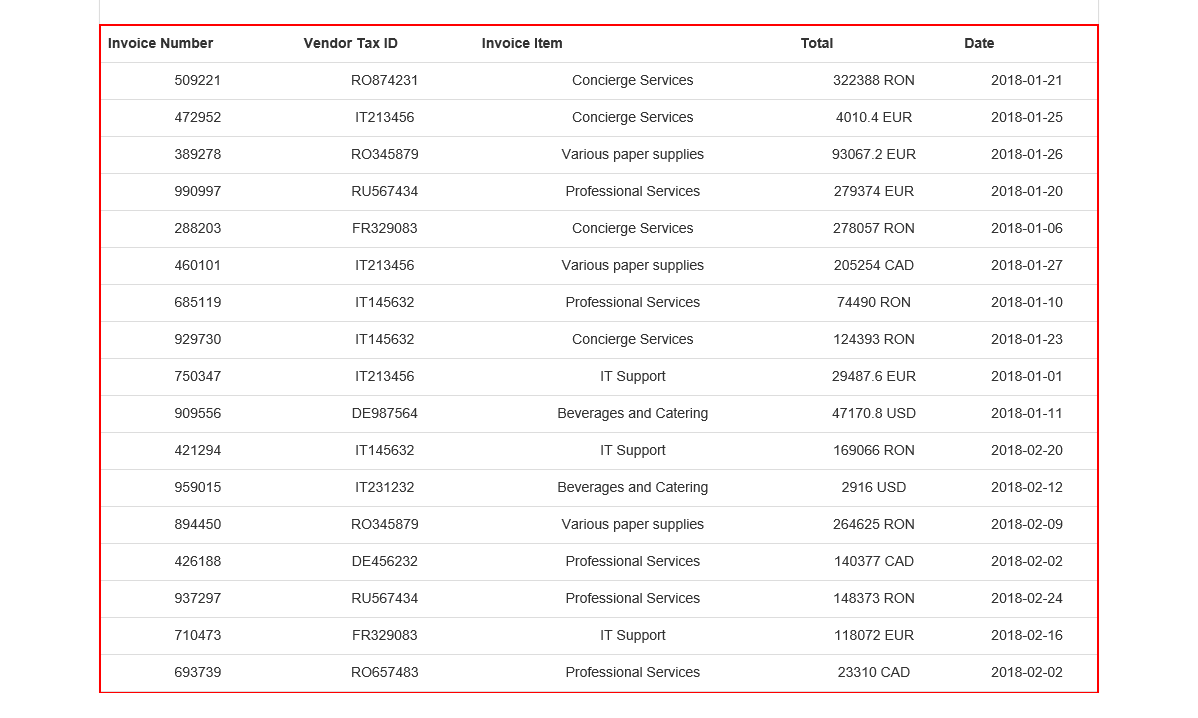 Invoice Number Vendor Tax ID Invoice Item Total Date
509221 RO874231 Concierge Services 322388 RON 2018-01-21
472952 IT213456 Concierge Services 4010.4 EUR 2018-01-25
389278 RO345879 Various paper supplies 93067.2 EUR 2018-01-26
990997 RU567434 Professional Services 279374 EUR 2018-01-20
288203 FR329083 Concierge Services 278057 RON 2018-01-06
460101 IT213456 Various paper supplies 205254 CAD 2018-01-27
685119 IT145632 Professional Services 74490 RON 2018-01-10
929730 IT145632 Concierge Services 124393 RON 2018-01-23
750347 IT213456 IT Support 29487.6 EUR 2018-01-01
909556 DE987564 Beverages and Catering 47170.8 USD 2018-01-11
421294 IT145632 IT Support 169066 RON 2018-02-20
959015 IT231232 Beverages and Catering 2916 USD 2018-02-12
894450 RO345879 Various paper supplies 264625 RON 2018-02-09
426188 DE456232 Professional Services 140377 CAD 2018-02-02
937297 RU567434 Professional Services 148373 RON 2018-02-24
710473 FR329083 IT Support 118072 EUR 2018-02-16
693739 RO657483 Professional Services 23310 CAD 2018-02-02